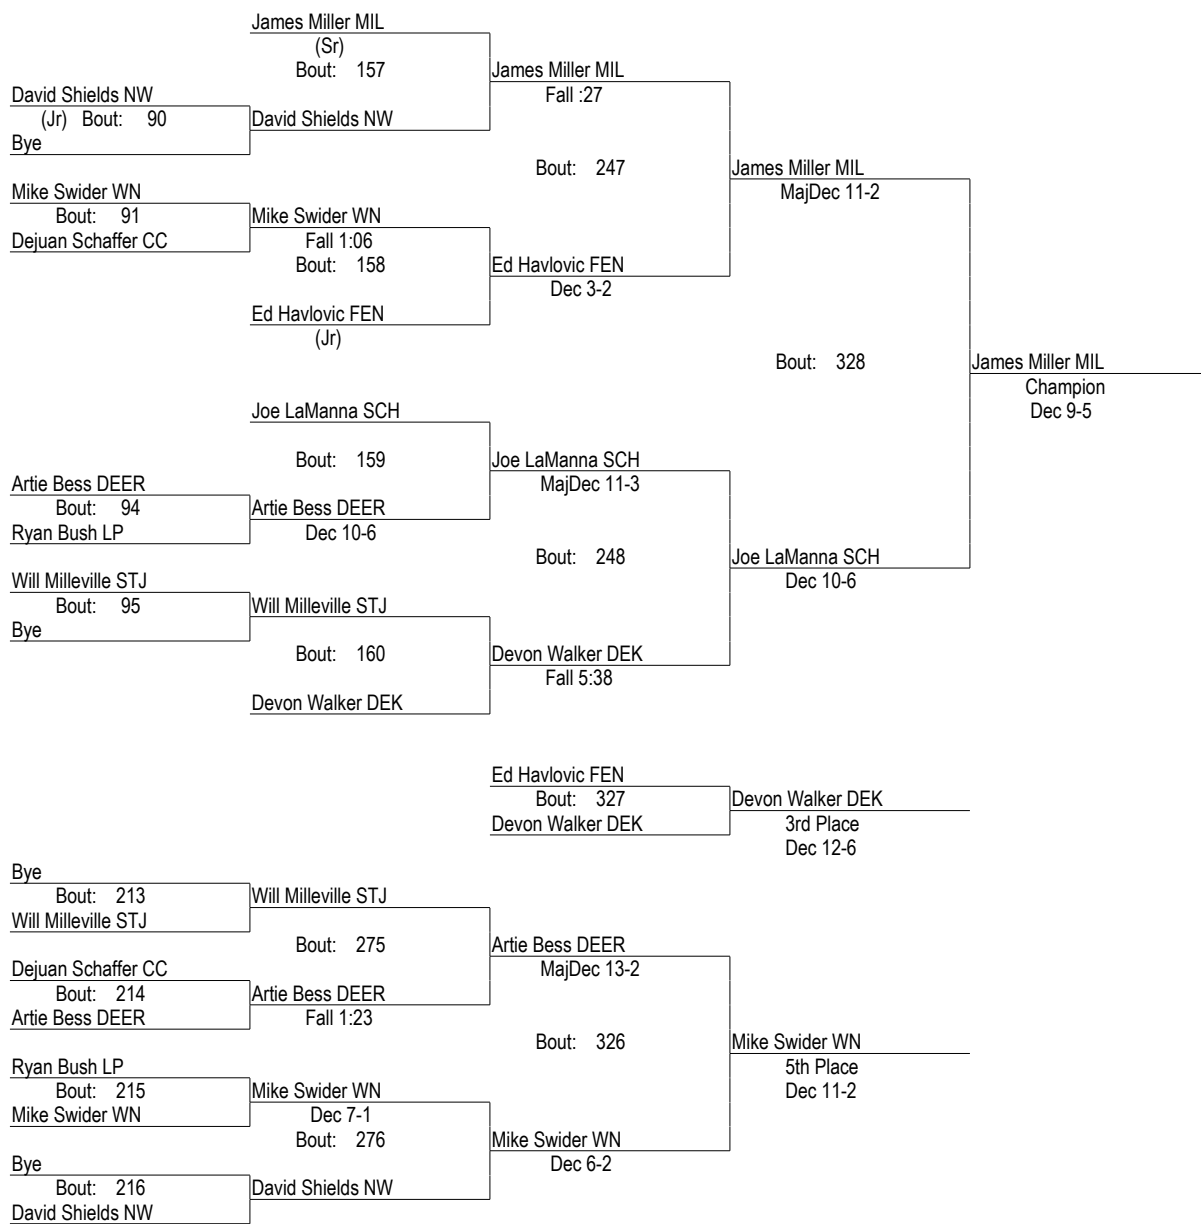 James Miller MIL
(Sr)
Bout: 157
James Miller MIL
Fall :27
David Shields NW
(Jr) Bout: 90
David Shields NW
Bye
Bout: 247
James Miller MIL
MajDec 11-2
Mike Swider WN
Bout: 91
Mike Swider WN
Dejuan Schaffer CC
Fall 1:06
Bout: 158
Ed Havlovic FEN
Dec 3-2
Ed Havlovic FEN
(Jr)
Bout: 328
James Miller MIL
Champion
Dec 9-5
Joe LaManna SCH
Bout: 159
Joe LaManna SCH
MajDec 11-3
Artie Bess DEER
Bout: 94
Artie Bess DEER
Ryan Bush LP
Dec 10-6
Bout: 248
Joe LaManna SCH
Dec 10-6
Will Milleville STJ
Bout: 95
Will Milleville STJ
Bye
Bout: 160
Devon Walker DEK
Fall 5:38
Devon Walker DEK
Ed Havlovic FEN
Bout: 327
Devon Walker DEK
Devon Walker DEK
3rd Place
Dec 12-6
Bye
Bout: 213
Will Milleville STJ
Will Milleville STJ
Bout: 275
Artie Bess DEER
MajDec 13-2
Dejuan Schaffer CC
Bout: 214
Artie Bess DEER
Artie Bess DEER
Fall 1:23
Bout: 326
Mike Swider WN
5th Place
Dec 11-2
Ryan Bush LP
Bout: 215
Mike Swider WN
Mike Swider WN
Dec 7-1
Bout: 276
Mike Swider WN
Dec 6-2
Bye
Bout: 216
David Shields NW
David Shields NW